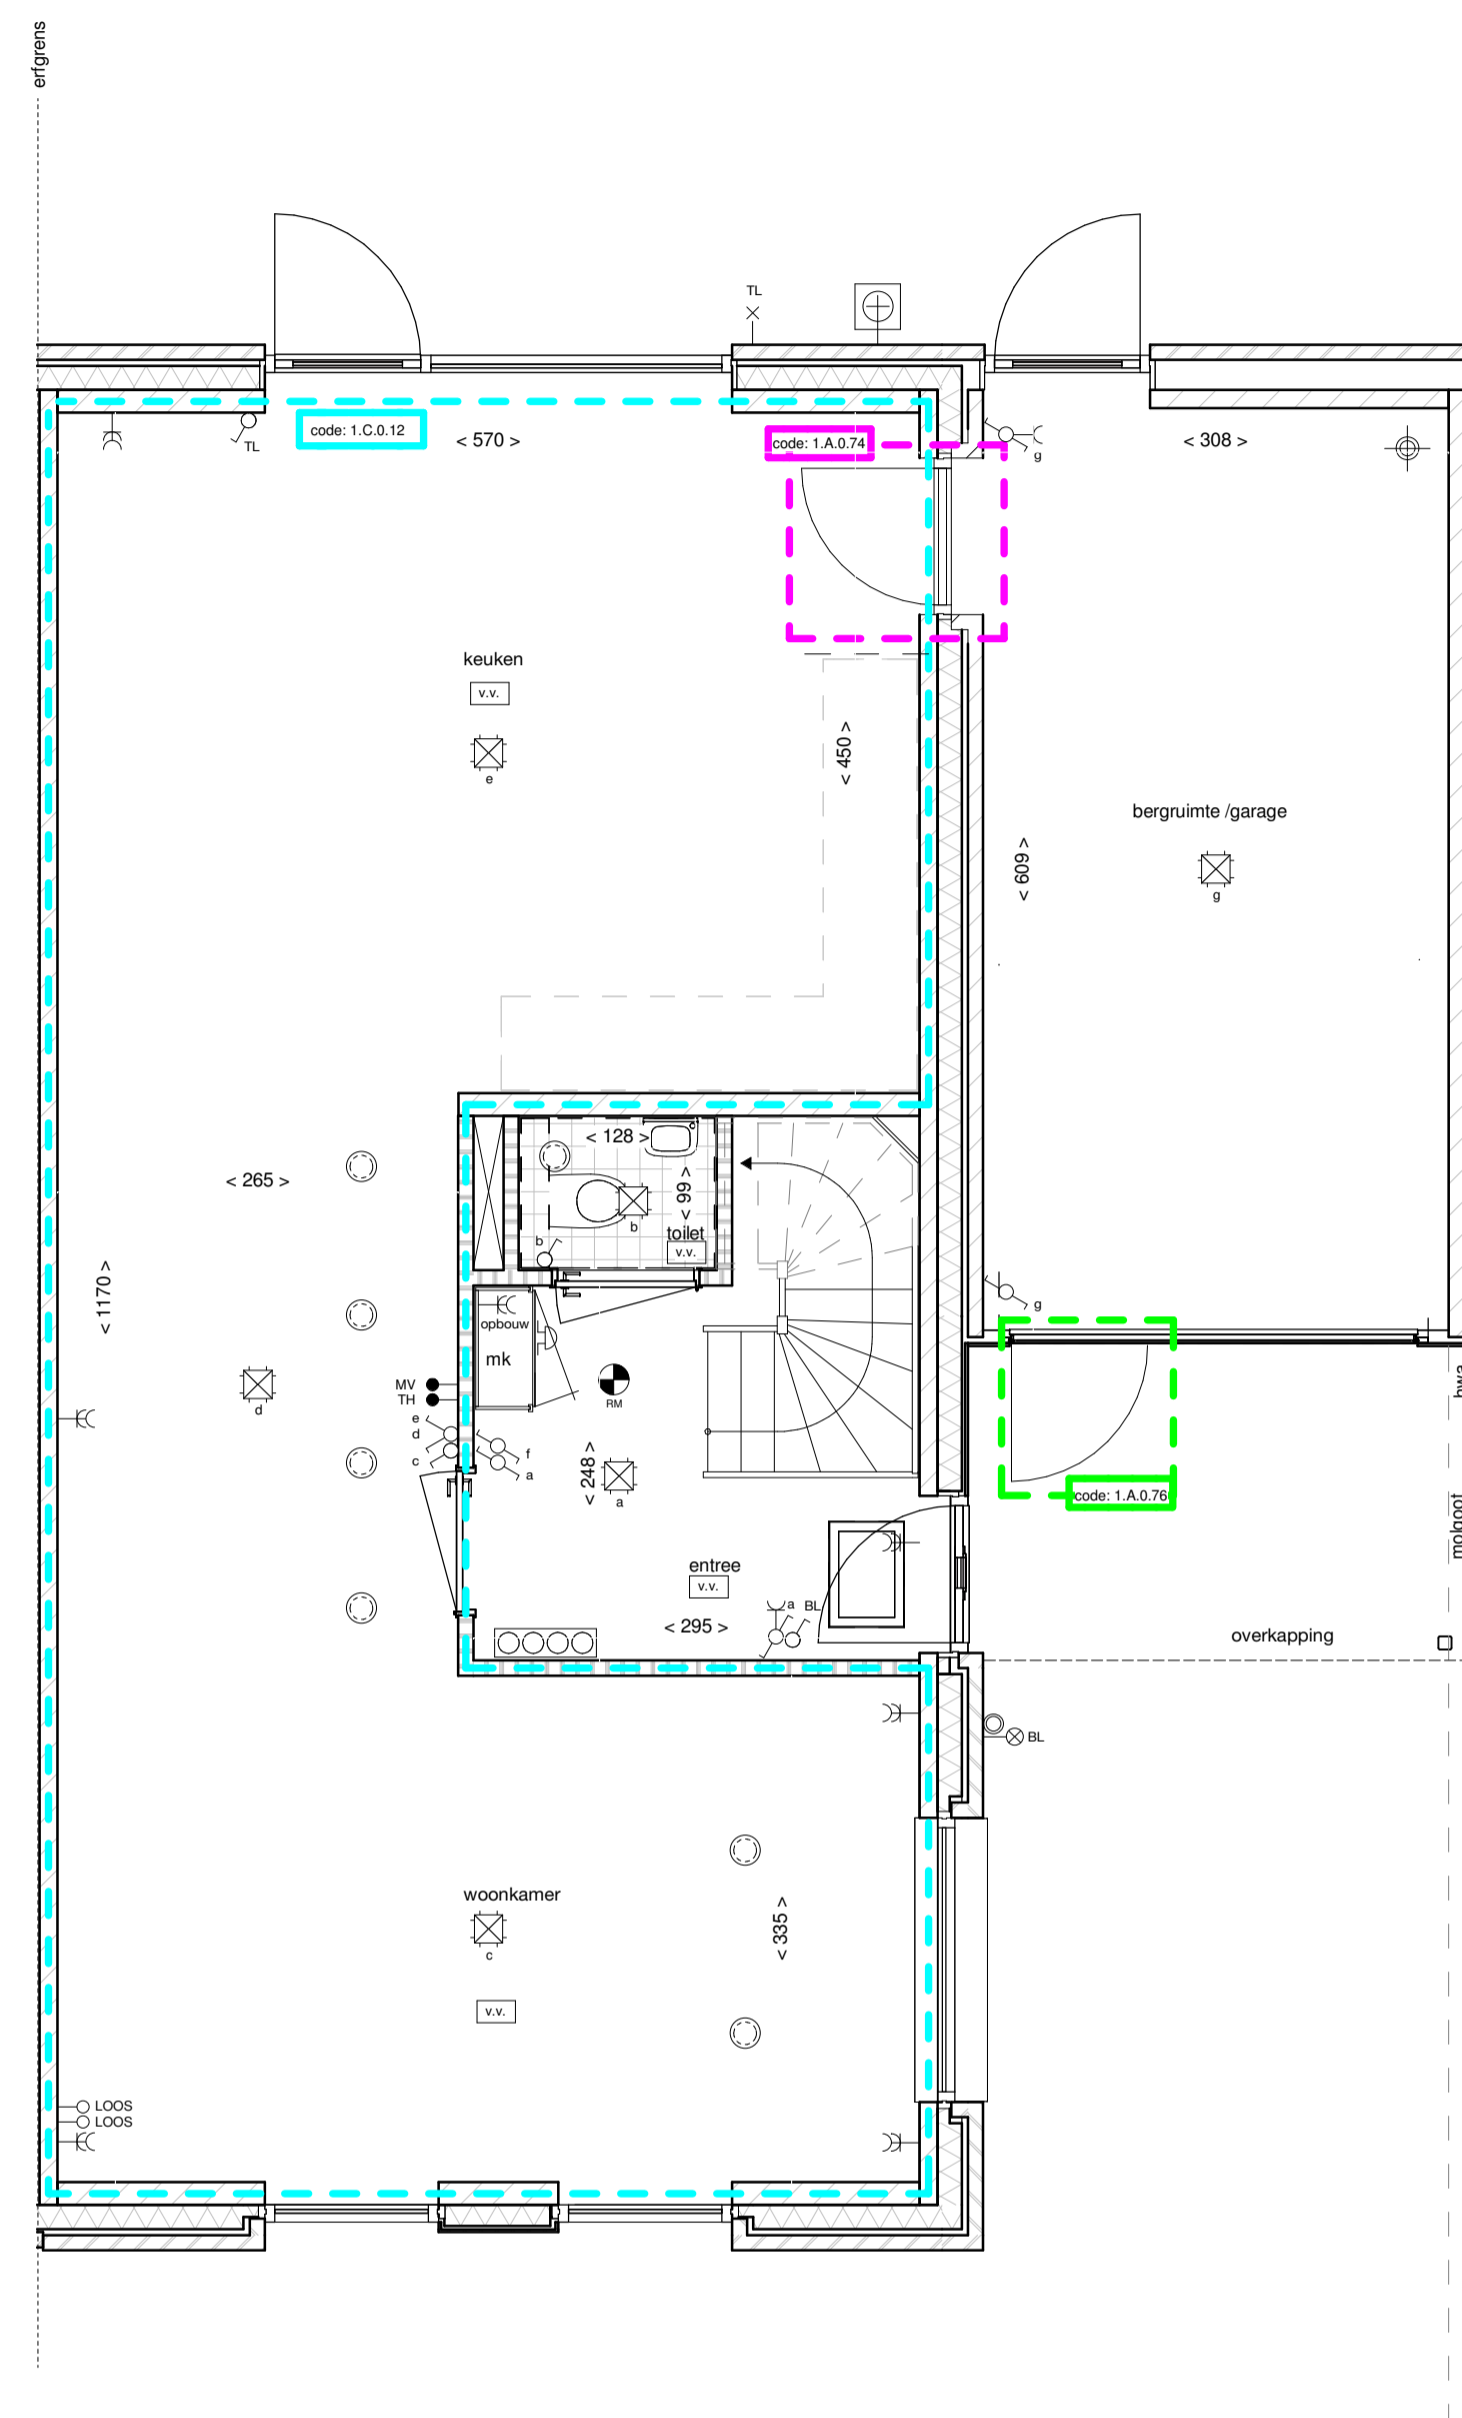 erfgrens
TL
code: 1.C.0.12
< 570 >
code: 1.A.0.74
TL
g
< 308 >
keuken
v.v.
e
< 450 >
bergruimte /garage
g
< 609 >
< 265 >
< 128 >
< 99 >
b
toilet
v.v.
b
< 1170 >
g
opbouw
mk
MV
TH
RM
d
e
d
c
f
a
< 248 >
a
hwa
code: 1.A.0.76
molgoot
entree
v.v.
a
BL
< 295 >
overkapping
BL
woonkamer
c
< 335 >
v.v.
LOOS
LOOS